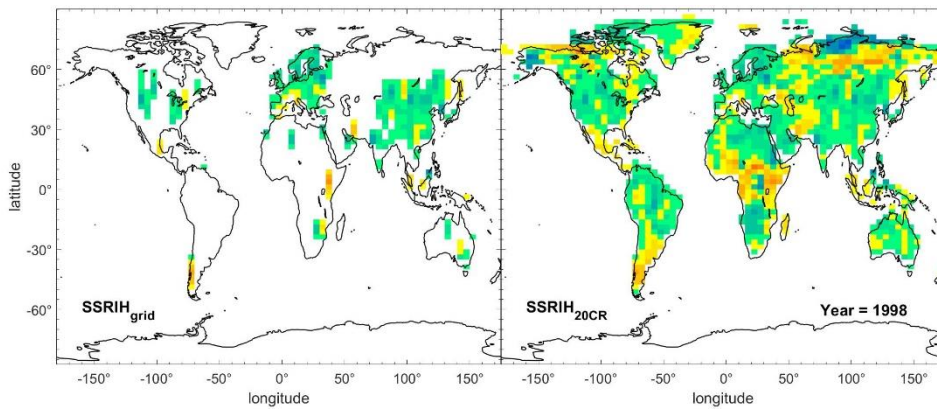 latitude
60°
30°
0°
-30°
-60°
SSRIH_grid
SSRIH_20CR
Year = 1998
-150° -100° -50° 0° 50° 100° 150° -150° -100° -50° 0° 50° 100° 150°
longitude longitude